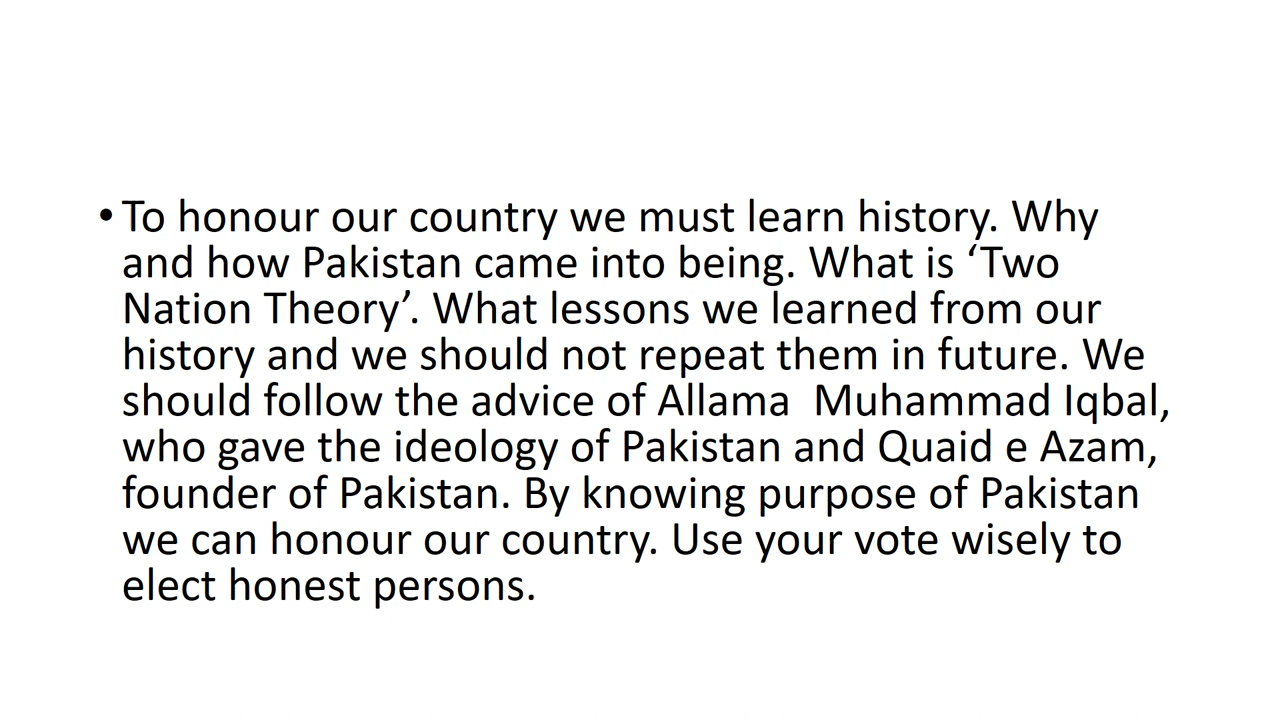 • To honour our country we must learn history. Why
and how Pakistan came into being. What is ‘Two
Nation Theory’. What lessons we learned from our
history and we should not repeat them in future. We
should follow the advice of Allama  Muhammad Iqbal,
who gave the ideology of Pakistan and Quaid e Azam,
founder of Pakistan. By knowing purpose of Pakistan
we can honour our country. Use your vote wisely to
elect honest persons.